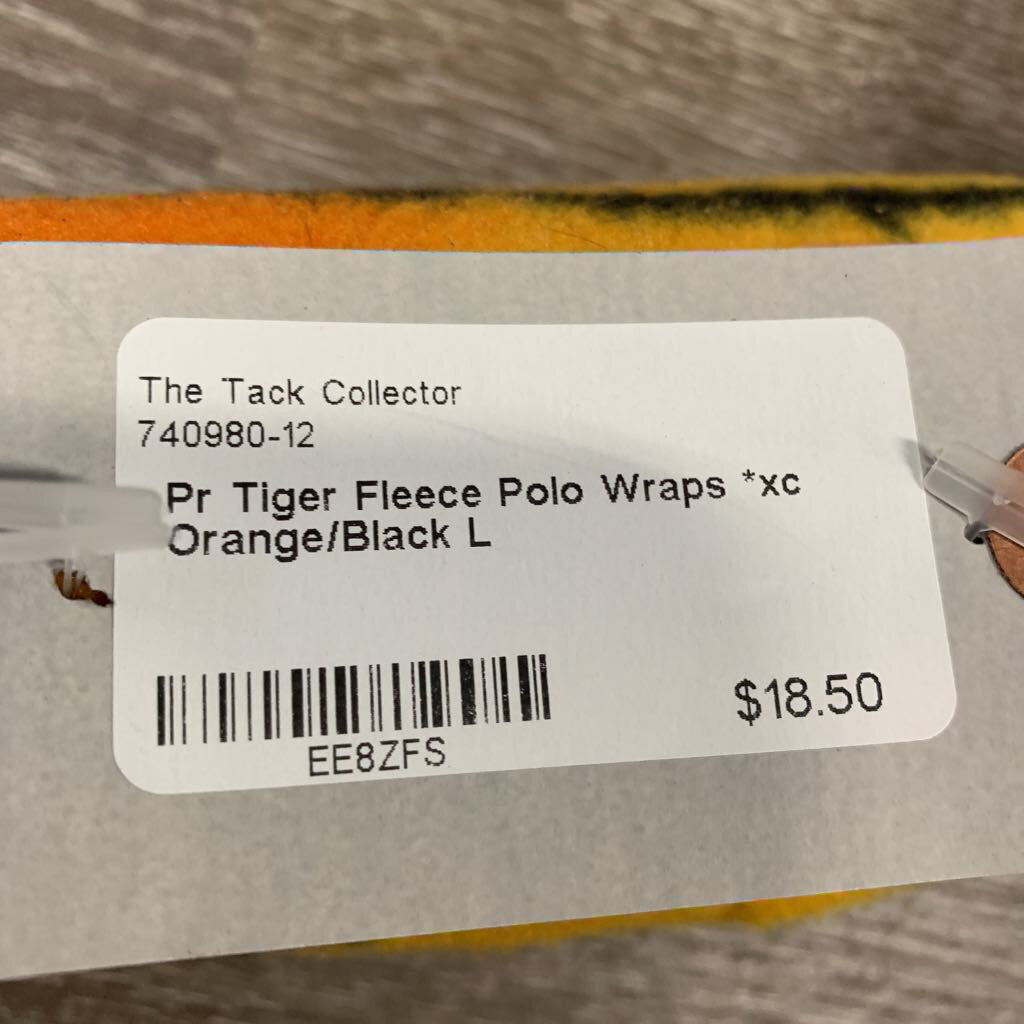 The Tack Collector
740980-12
Pr Tiger Fleece Polo Wraps *xc
Orange/Black L
EE8ZFS
$18.50